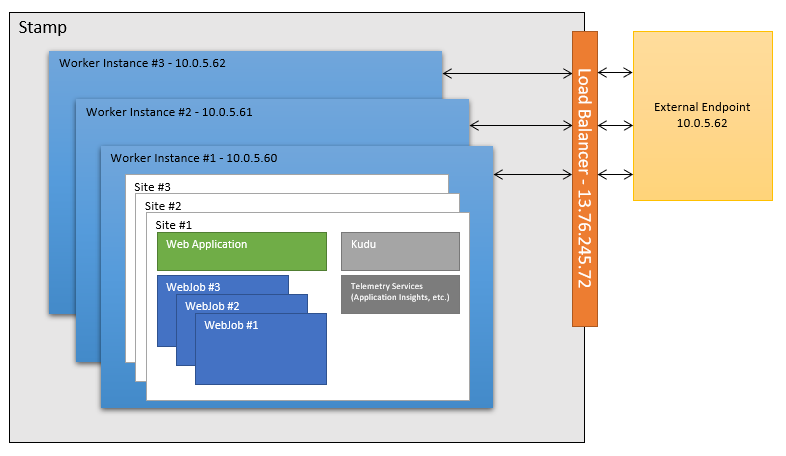 Stamp
Worker Instance #3 - 10.0.5.62
Worker Instance #2 - 10.0.5.61
Worker Instance #1 - 10.0.5.60
Site #3
Site #2
Site #1
Web Application
Kudu
WebJob #3
WebJob #2
WebJob #1
Telemetry Services
(Application Insights, etc.)
Load Balancer - 13.76.245.72
External Endpoint
10.0.5.62